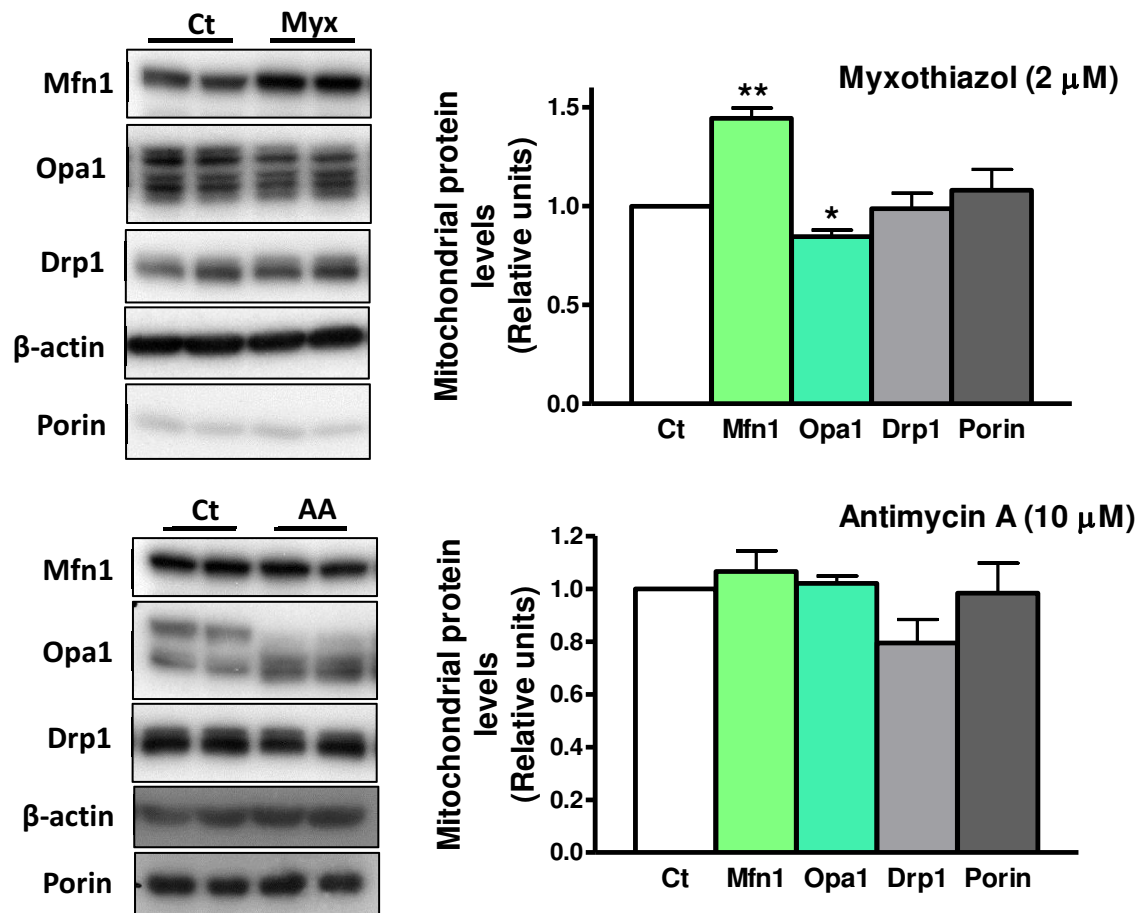 Ct Myx
Mfn1
Opa1
Drp1
β-actin
Porin
Myxothiazol (2 μM)
Mitochondrial protein
levels
(Relative units)
1.5
1.0
0.5
0.0
**
*
Ct Mfn1 Opa1 Drp1 Porin
Ct AA
Mfn1
Opa1
Drp1
β-actin
Porin
Antimycin A (10 μM)
Mitochondrial protein
levels
(Relative units)
1.2
1.0
0.8
0.6
0.4
0.2
0.0
Ct Mfn1 Opa1 Drp1 Porin